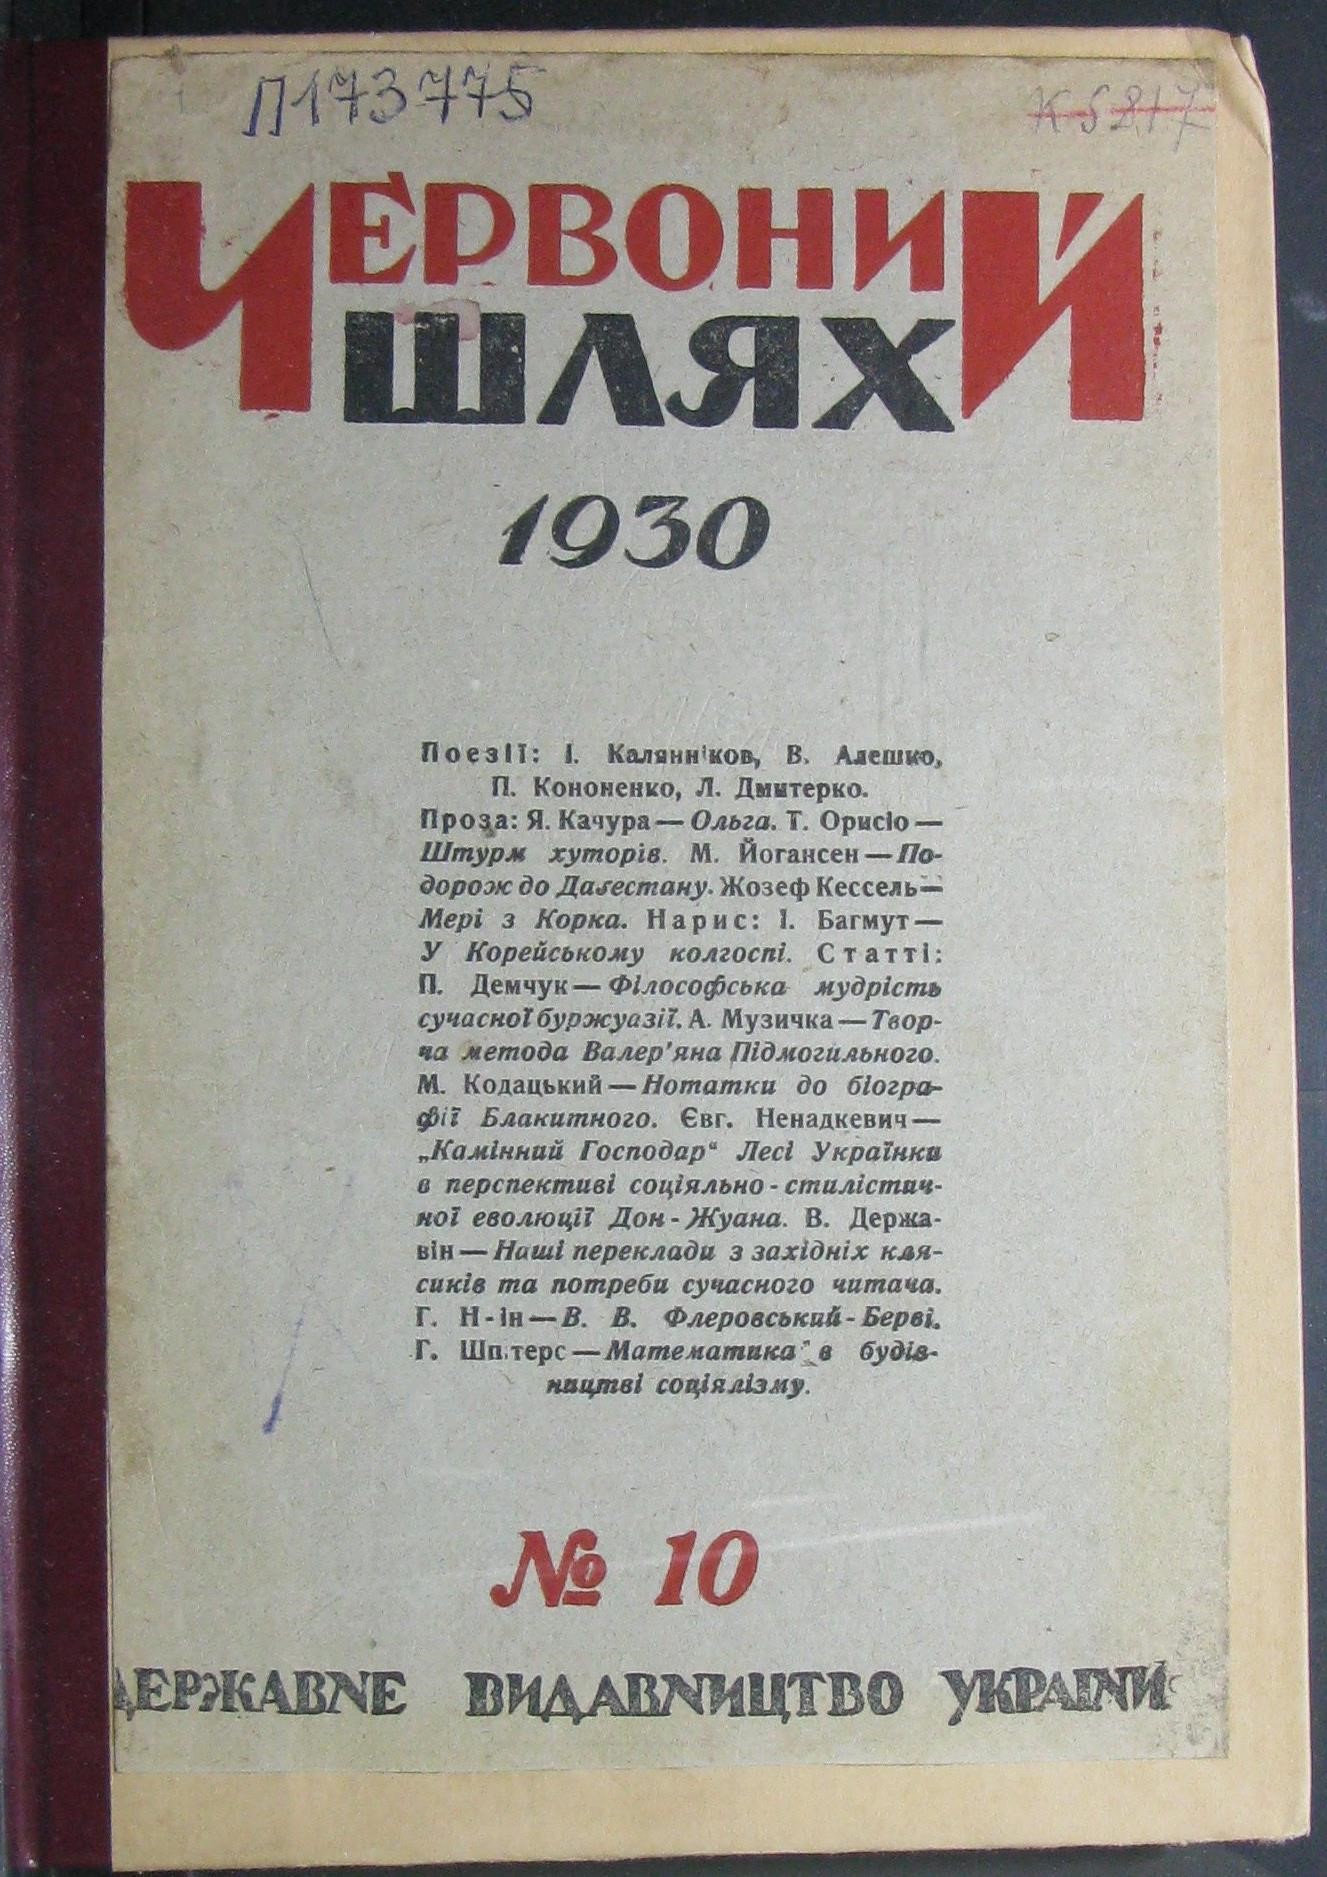 П173775
К5217
ЧЕРВОНИЙ
ШЛЯХ
1930
Поезії: І. Калянніков, В. Алешко,
П. Кононенко, Л. Дмитерко.
Проза: Я. Качура — Ольга. Т. Орисіо —
Штурм хуторів. М. Йогансен — По-
дорож до Дагестану. Жозеф Кессель —
Мері з Корка. Нарис: І. Багмут —
У Корейському колгоспі. Статті:
П. Демчук — Філософська мудрість
сучасної буржуазії. А. Музичка — Твор-
ча метода Валер'яна Підмогильного.
М. Кодацький — Нотатки до біогра-
фії Блакитного. Євг. Ненадкевич —
„Камінний Господар“ Лесі Українки
в перспективі соціяльно - стилістич-
ної еволюції Дон - Жуана. В. Держа-
він — Наші переклади з західніх кля-
сиків та потреби сучасного читача.
Г. Н-ін — В. В. Флеровський - Берві.
Г. Шпітерс — Математика в будів-
ництві соціялізму.
№ 10
ДЕРЖАВНЕ ВИДАВНИЦТВО УКРАЇНИ